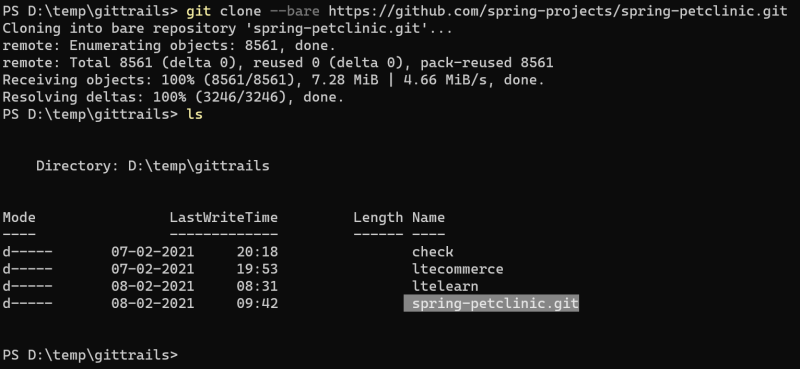 PS D:\temp\gittrails> git clone --bare https://github.com/spring-projects/spring-petclinic.git
Cloning into bare repository 'spring-petclinic.git'...
remote: Enumerating objects: 8561, done.
remote: Total 8561 (delta 0), reused 0 (delta 0), pack-reused 8561
Receiving objects: 100% (8561/8561), 7.28 MiB | 4.66 MiB/s, done.
Resolving deltas: 100% (3246/3246), done.
PS D:\temp\gittrails> ls
Directory: D:\temp\gittrails
Mode                LastWriteTime         Length Name
----                -------------         ------ ----
d-----       07-02-2021     20:18                check
d-----       07-02-2021     19:53                ltecommerce
d-----       08-02-2021     08:31                ltelearn
d-----       08-02-2021     09:42                spring-petclinic.git
PS D:\temp\gittrails>